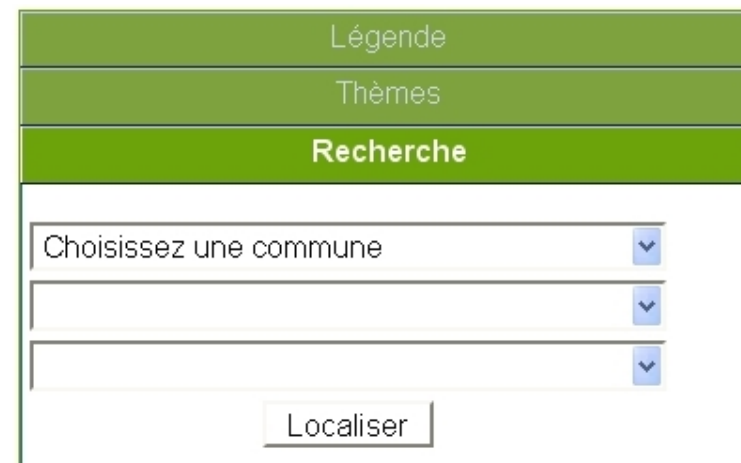 Légende
Thèmes
Recherche
Choisissez une commune
Localiser